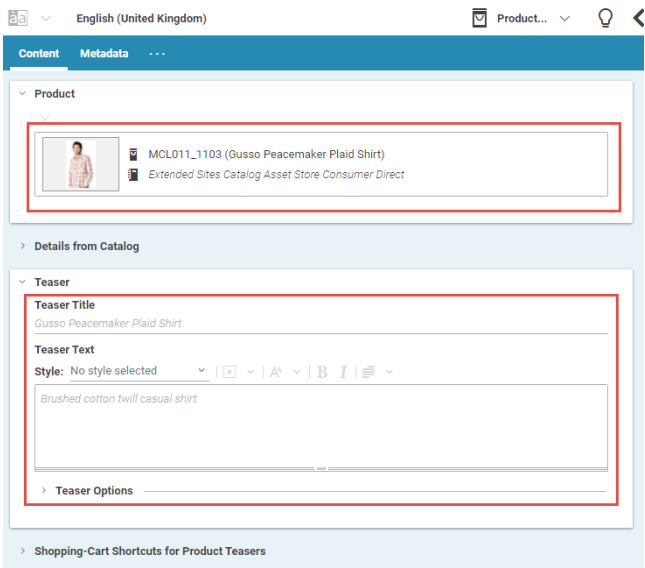 āa English (United Kingdom) Product...
Content Metadata ...
Product
MCL011_1103 (Gusso Peacemaker Plaid Shirt)
Extended Sites Catalog Asset Store Consumer Direct
Details from Catalog
Teaser
Teaser Title
Gusso Peacemaker Plaid Shirt
Teaser Text
Style: No style selected A B I
Brushed cotton twill casual shirt
Teaser Options
Shopping-Cart Shortcuts for Product Teasers